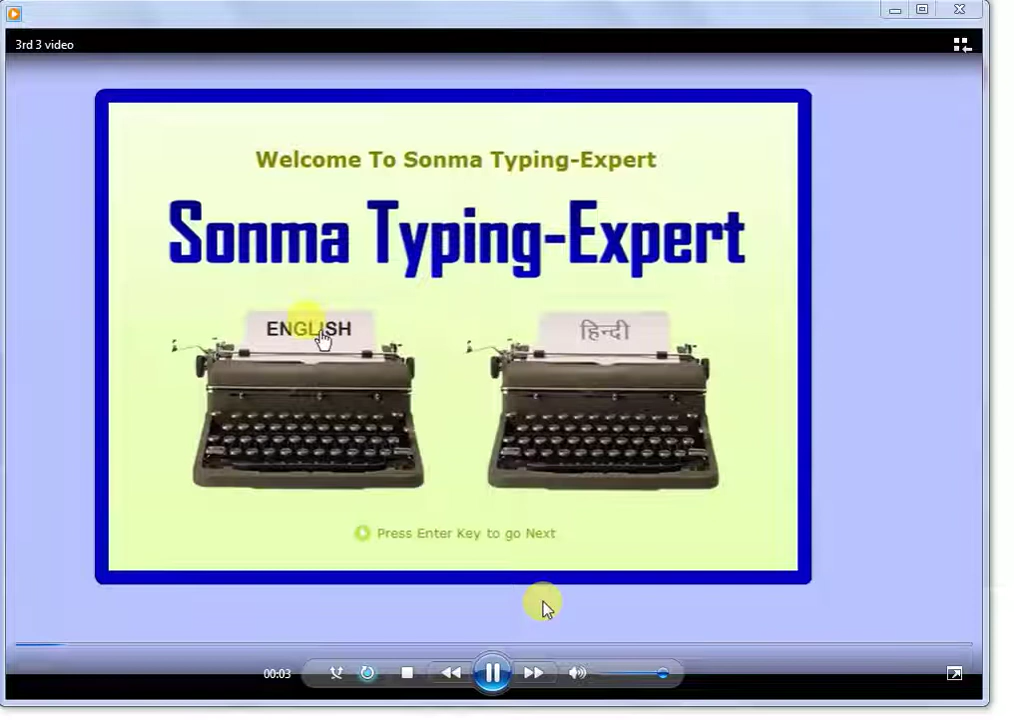 3rd 3 video
Welcome To Sonma Typing-Expert
Sonma Typing-Expert
ENGLISH
हिन्दी
Press Enter Key to go Next
00:03